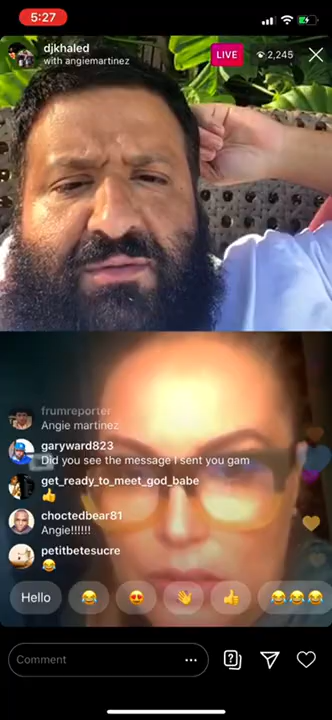 5:27
djkhaled
with angiemartinez
LIVE
2,245
frumreporter
Angie martinez
garyward823
Did you see the message I sent you gam
get_ready_to_meet_god_babe
👍
choctedbear81
Angie!!!!!!
petitbetesucre
😂
Hello 😂 😍 👋 👍 😂😂😂
Comment